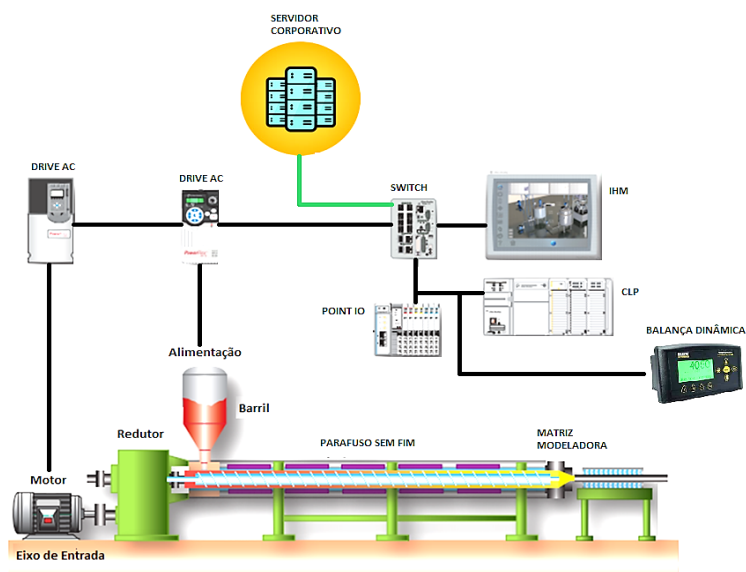 SERVIDOR
CORPORATIVO
DRIVE AC
DRIVE AC
SWITCH
IHM
POINT IO
CLP
BALANÇA DINÂMICA
Alimentação
Barril
Redutor
PARAFUSO SEM FIM
MATRIZ
MODELADORA
Motor
Eixo de Entrada